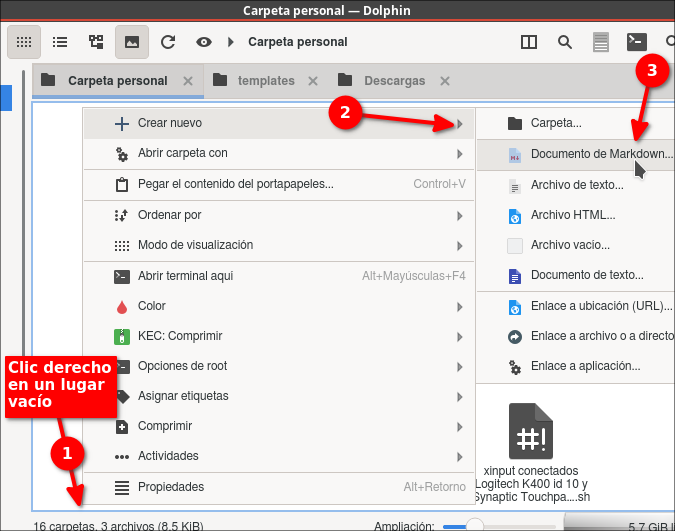 Carpeta personal — Dolphin
Carpeta personal
Carpeta personal
templates
Descargas
3
2
Crear nuevo
Abrir carpeta con
Pegar el contenido del portapapeles... Control+V
Ordenar por
Modo de visualización
Abrir terminal aqui Alt+Mayúsculas+F4
Color
KEC: Comprimir
Opciones de root
Asignar etiquetas
Comprimir
Actividades
Propiedades Alt+Retorno
Carpeta...
Documento de Markdown...
Archivo de texto...
Archivo HTML...
Archivo vacio...
Documento de texto...
Enlace a ubicación (URL)...
Enlace a archivo o a directo
Enlace a aplicación...
Clic derecho
en un lugar
vacío
1
#!
xinput conectados
Logitech K400 id 10 y
Synaptic Touchpa....sh
16 carpetas, 3 archivos (8,5 KiB)
Ampliación:
5,7 GiB l